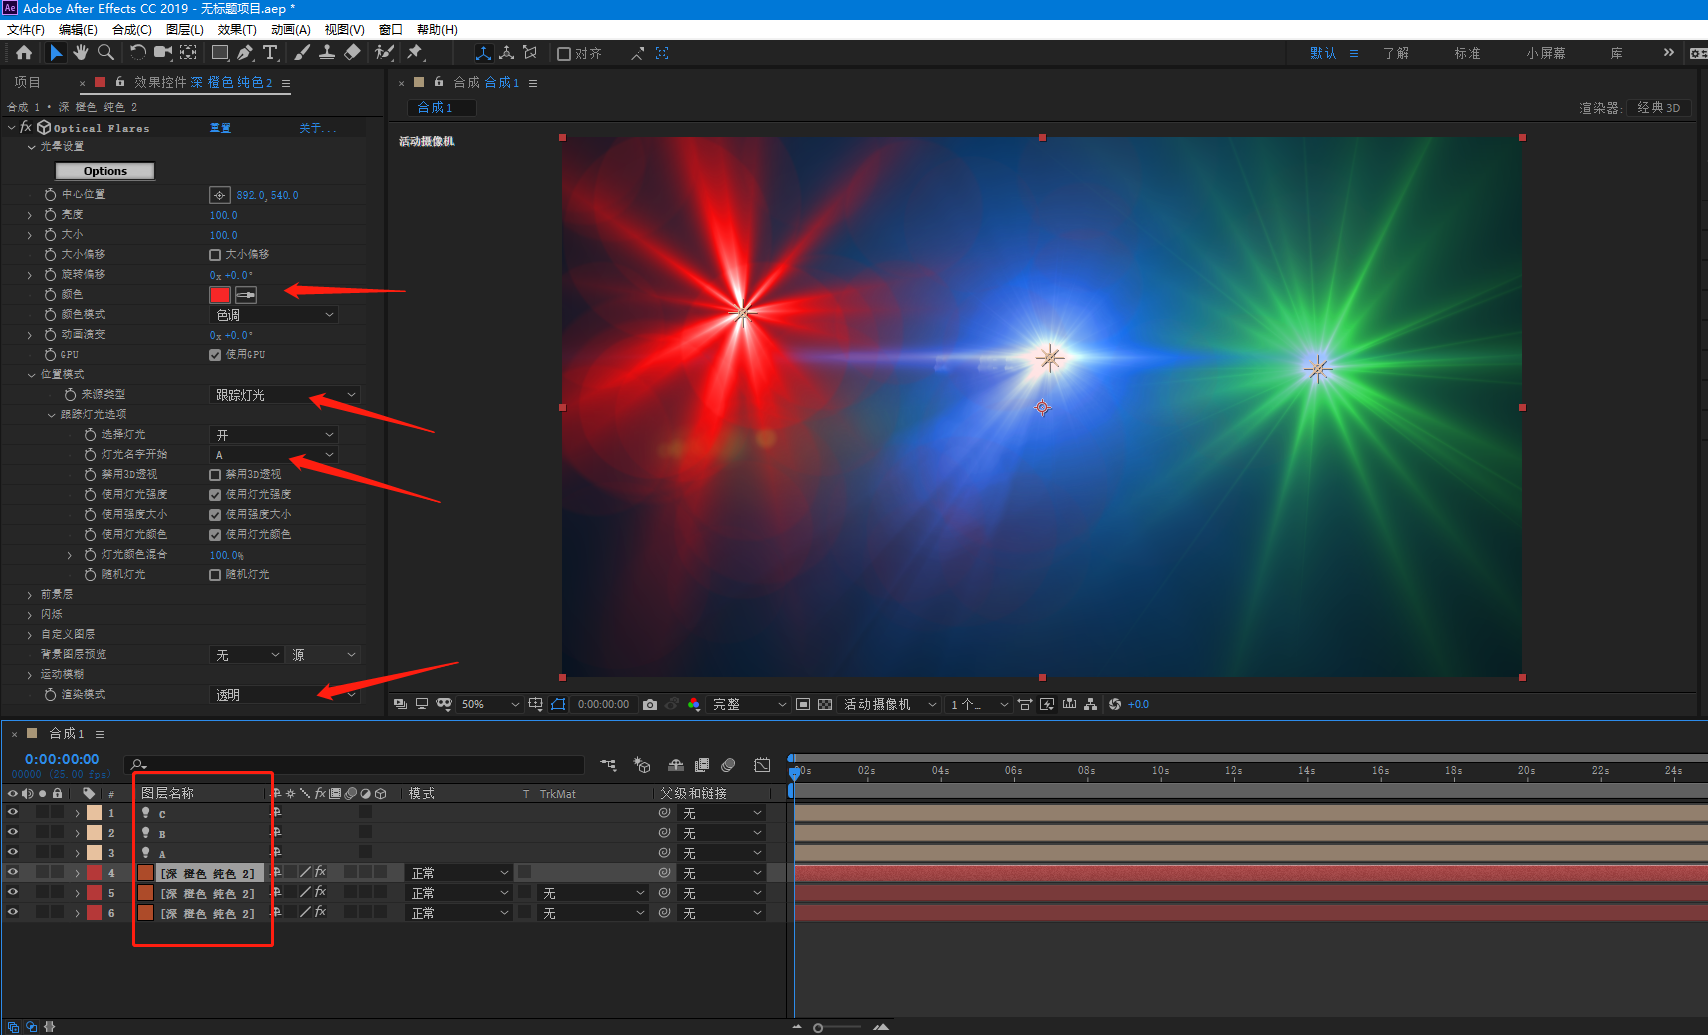 Ae Adobe After Effects CC 2019 - 无标题项目.aep *
文件(F) 编辑(E) 合成(C) 图层(L) 效果(T) 动画(A) 视图(V) 窗口 帮助(H)
对齐 默认 了解 标准 小屏幕 库 »
项目 × 效果控件 深 橙色 纯色 2 × 合成 合成 1
合成 1 • 深 橙色 纯色 2
合成 1 渲染器: 经典 3D
fx Optical Flares 重置 关于...
活动摄像机
光晕设置
Options
中心位置 892.0, 540.0
亮度 100.0
大小 100.0
大小偏移 大小偏移
旋转偏移 0x +0.0°
颜色
颜色模式 色调
动画演变 0x +0.0°
GPU 使用GPU
位置模式
来源类型 跟踪灯光
跟踪灯光选项
选择灯光 开
灯光名字开始 A
禁用3D透视 禁用3D透视
使用灯光强度 使用灯光强度
使用强度大小 使用强度大小
使用灯光颜色 使用灯光颜色
灯光颜色混合 100.0%
随机灯光 随机灯光
前景层
闪烁
自定义图层
背景图层预览 无 源
运动模糊
渲染模式 透明
50% 0:00:00:00 完整 活动摄像机 1 个... +0.0
× 合成 1
0:00:00:00
00000 (25.00 fps)
00s 02s 04s 06s 08s 10s 12s 14s 16s 18s 20s 22s 24s
# 图层名称 fx 模式 T TrkMat 父级和链接
1 C 无
2 B 无
3 A 无
4 [深 橙色 纯色 2] fx 正常 无
5 [深 橙色 纯色 2] fx 正常 无 无
6 [深 橙色 纯色 2] fx 正常 无 无